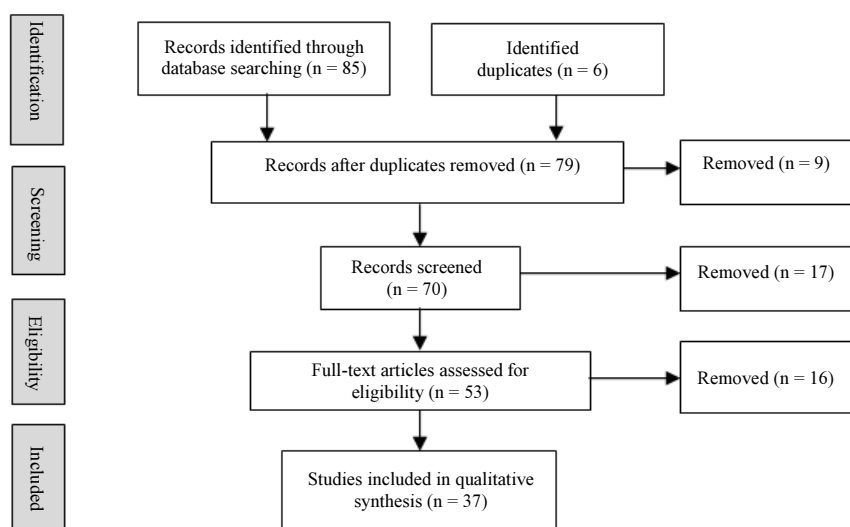 Identification
Records identified through
database searching (n = 85)
Identified
duplicates (n = 6)
Records after duplicates removed (n = 79)
Removed (n = 9)
Screening
Records screened
(n = 70)
Removed (n = 17)
Eligibility
Full-text articles assessed for
eligibility (n = 53)
Removed (n = 16)
Included
Studies included in qualitative
synthesis (n = 37)